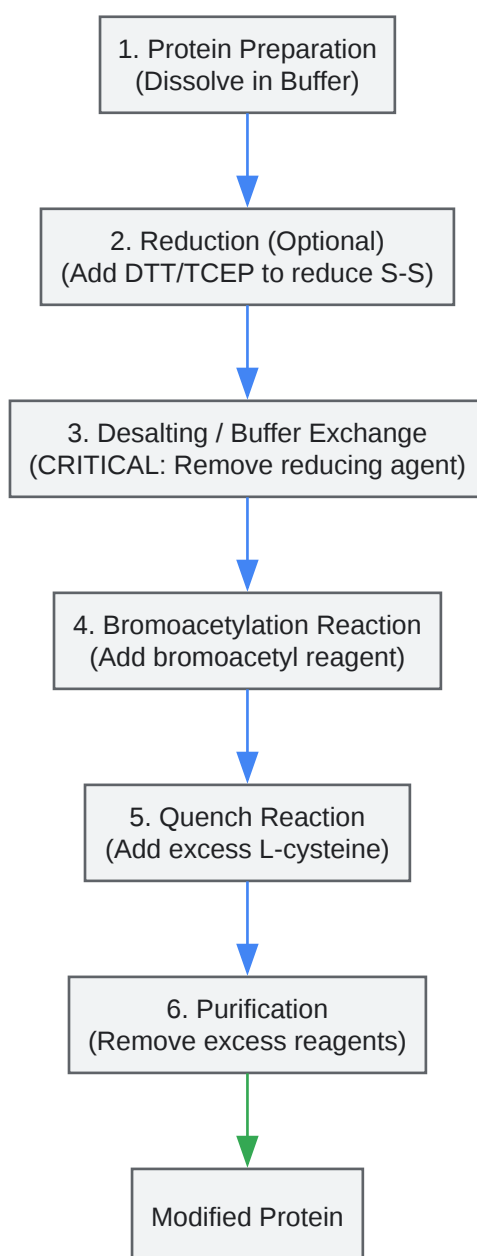 1. Protein Preparation
(Dissolve in Buffer)
2. Reduction (Optional)
(Add DTT/TCEP to reduce S-S)
3. Desalting / Buffer Exchange
(CRITICAL: Remove reducing agent)
4. Bromoacetylation Reaction
(Add bromoacetyl reagent)
5. Quench Reaction
(Add excess L-cysteine)
6. Purification
(Remove excess reagents)
Modified Protein